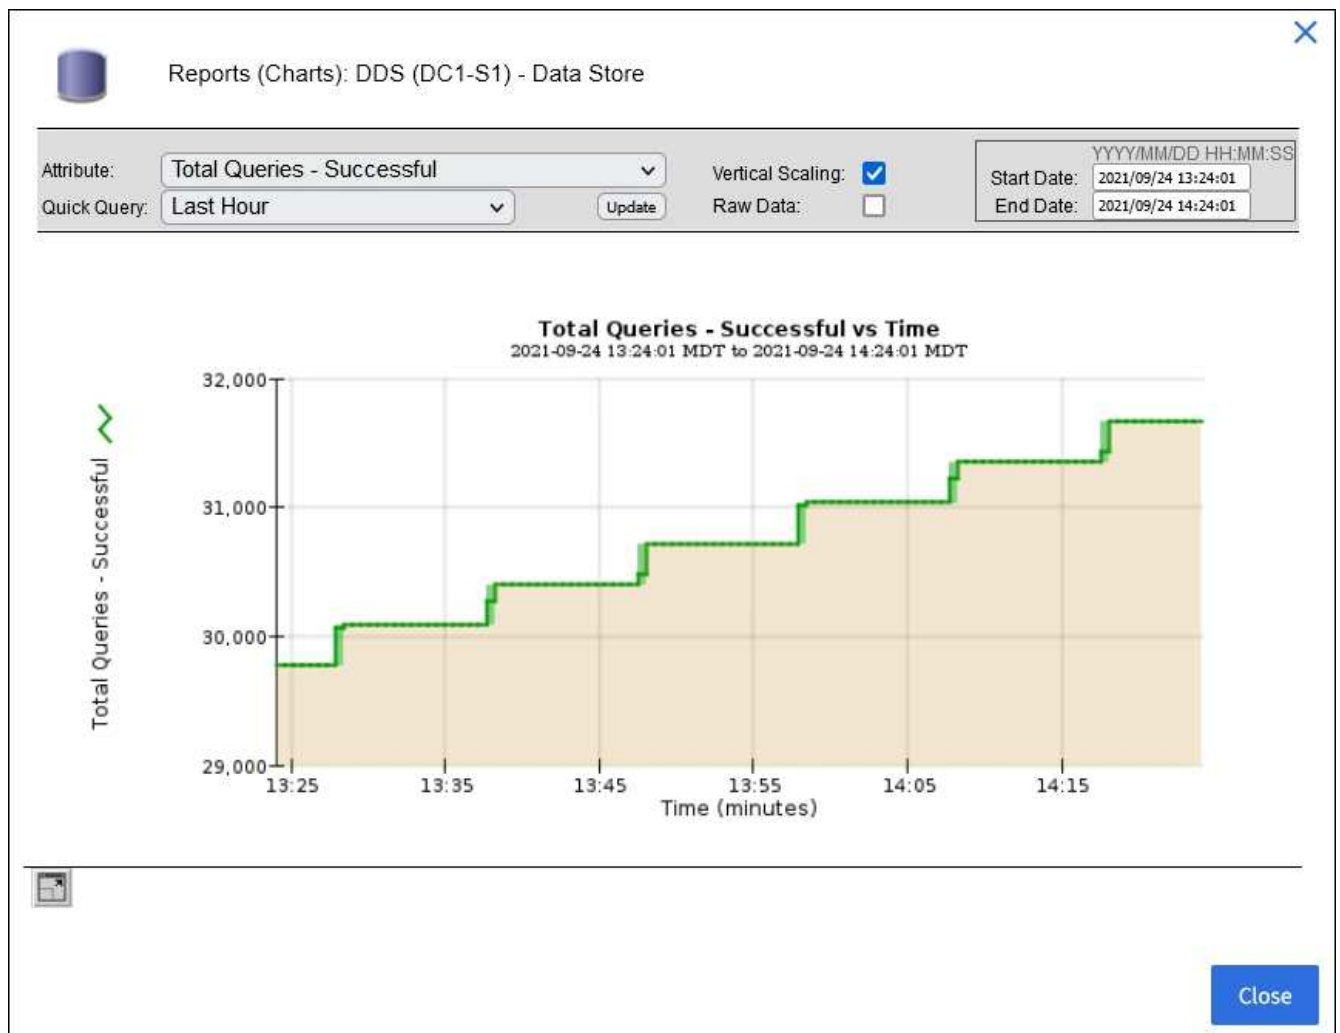 Reports (Charts): DDS (DC1-S1) - Data Store
YYYY/MM/DD HH:MM:SS
Attribute: Total Queries - Successful Vertical Scaling: Start Date: 2021/09/24 13:24:01
Quick Query: Last Hour Update Raw Data: End Date: 2021/09/24 14:24:01
Total Queries - Successful vs Time
2021-09-24 13:24:01 MDT to 2021-09-24 14:24:01 MDT
Total Queries - Successful
32,000
31,000
30,000
29,000
13:25 13:35 13:45 13:55 14:05 14:15
Time (minutes)
Close